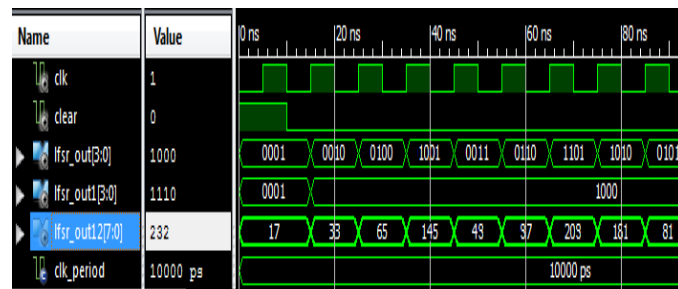 Name Value 0 ns 20 ns 40 ns 60 ns 80 ns
clk 1
clear 0
lfsr_out[3:0] 1000 0001 0010 0100 1001 0011 0110 1101 1010 0101
lfsr_out1[3:0] 1110 0001 1000
lfsr_out12[7:0] 232 17 33 65 145 49 97 209 181 81
clk_period 10000 ps 10000 ps